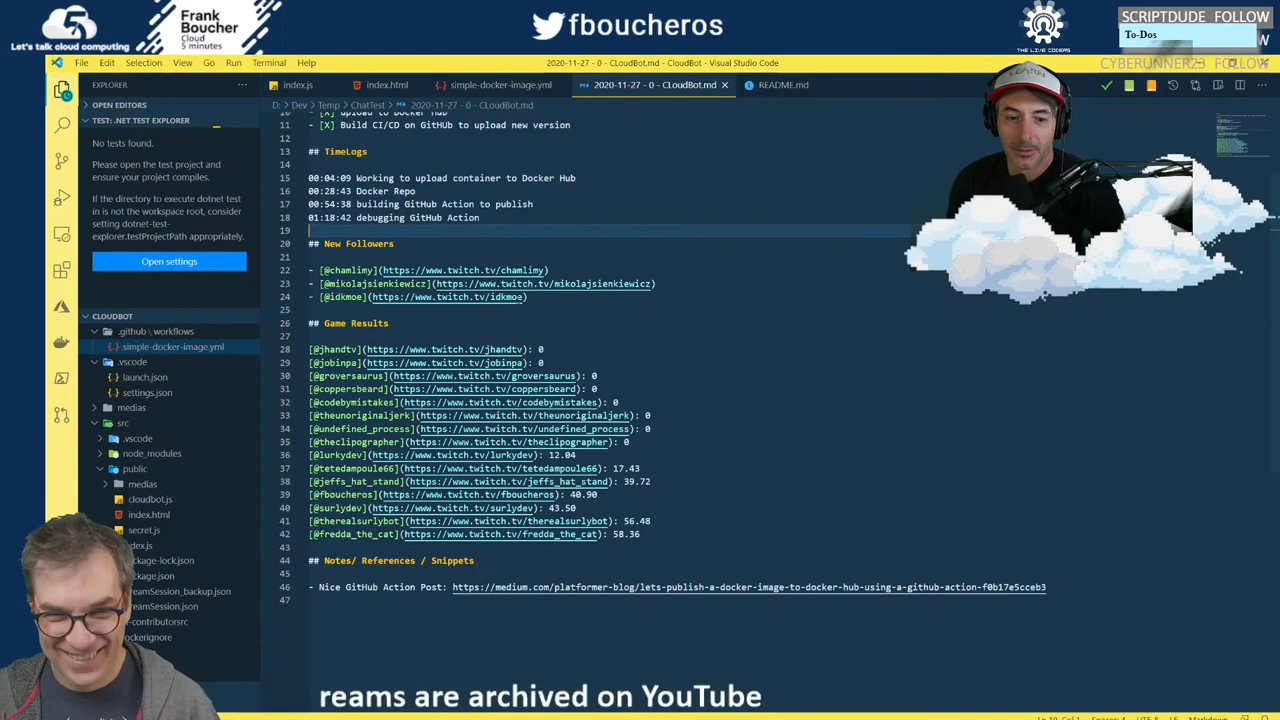 5
Let's talk cloud computing
Frank
Boucher
Cloud
5 minutes
fboucheros
THE LIVE CODERS
SCRIPTDUDE FOLLOW
To-Dos
CYBERUNNER23 FOLLOW
File Edit Selection View Go Run Terminal Help
2020-11-27 - 0 - CLoudBot.md - CloudBot - Visual Studio Code
EXPLORER
index.js
index.html
simple-docker-image.yml
2020-11-27 - 0 - CLoudBot.md
README.md
OPEN EDITORS
TEST: .NET TEST EXPLORER
No tests found.
Please open the test project and
ensure your project compiles.
If the directory to execute dotnet test
in is not the workspace root, consider
setting dotnet-test-
explorer.testProjectPath appropriately.
Open settings
CLOUDBOT
.github \ workflows
simple-docker-image.yml
.vscode
launch.json
settings.json
medias
src
.vscode
node_modules
public
medias
cloudbot.js
index.html
secret.js
dex.js
ckage-lock.json
ckage.json
reamSession_backup.json
reamSession.json
l-contributorsrc
ockerignore
D: > Dev > Temp > ChatTest > 2020-11-27 - 0 - CLoudBot.md
10 - [X] upload to Docker Hub
11 - [X] Build CI/CD on GitHUb to upload new version
12
13 ## TimeLogs
14
15 00:04:09 Working to upload container to Docker Hub
16 00:28:43 Docker Repo
17 00:54:38 building GitHub Action to publish
18 01:18:42 debugging GitHub Action
19
20 ## New Followers
21
22 - [@chamlimy](https://www.twitch.tv/chamlimy)
23 - [@mikolajsienkiewicz](https://www.twitch.tv/mikolajsienkiewicz)
24 - [@idkmoe](https://www.twitch.tv/idkmoe)
25
26 ## Game Results
27
28 [@jhandtv](https://www.twitch.tv/jhandtv): 0
29 [@jobinpa](https://www.twitch.tv/jobinpa): 0
30 [@groversaurus](https://www.twitch.tv/groversaurus): 0
31 [@coppersbeard](https://www.twitch.tv/coppersbeard): 0
32 [@codebymistakes](https://www.twitch.tv/codebymistakes): 0
33 [@theunoriginaljerk](https://www.twitch.tv/theunoriginaljerk): 0
34 [@undefined_process](https://www.twitch.tv/undefined_process): 0
35 [@theclipographer](https://www.twitch.tv/theclipographer): 0
36 [@lurkydev](https://www.twitch.tv/lurkydev): 12.04
37 [@tetedampoule66](https://www.twitch.tv/tetedampoule66): 17.43
38 [@jeffs_hat_stand](https://www.twitch.tv/jeffs_hat_stand): 39.72
39 [@fboucheros](https://www.twitch.tv/fboucheros): 40.90
40 [@surlydev](https://www.twitch.tv/surlydev): 43.50
41 [@therealsurlybot](https://www.twitch.tv/therealsurlybot): 56.48
42 [@fredda_the_cat](https://www.twitch.tv/fredda_the_cat): 58.36
43
44 ## Notes/ References / Snippets
45
46 - Nice GitHub Action Post: https://medium.com/platformer-blog/lets-publish-a-docker-image-to-docker-hub-using-a-github-action-f0b17e5cceb3
47
LEARN
reams are archived on YouTube